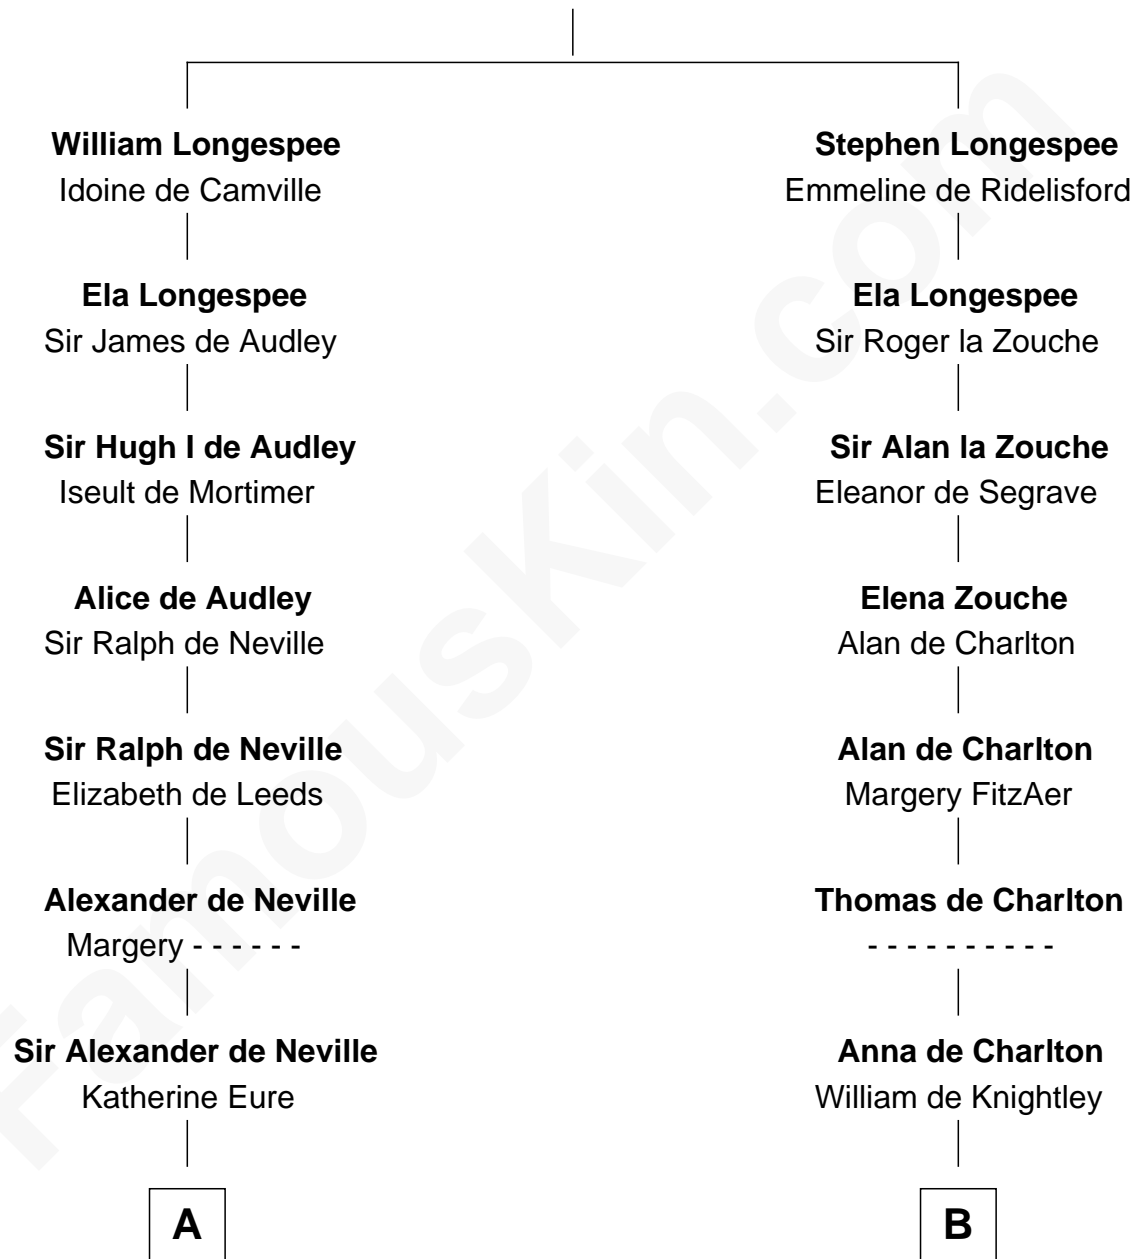 William Longespee
Idoine de Camville
Ela Longespee
Sir James de Audley
Sir Hugh I de Audley
Iseult de Mortimer
Alice de Audley
Sir Ralph de Neville
Sir Ralph de Neville
Elizabeth de Leeds
Alexander de Neville
Margery - - - - - -
Sir Alexander de Neville
Katherine Eure
A
Stephen Longespee
Emmeline de Ridelisford
Ela Longespee
Sir Roger la Zouche
Sir Alan la Zouche
Eleanor de Segrave
Elena Zouche
Alan de Charlton
Alan de Charlton
Margery FitzAer
Thomas de Charlton
- - - - - - - - - -
Anna de Charlton
William de Knightley
B
FamousKin.com